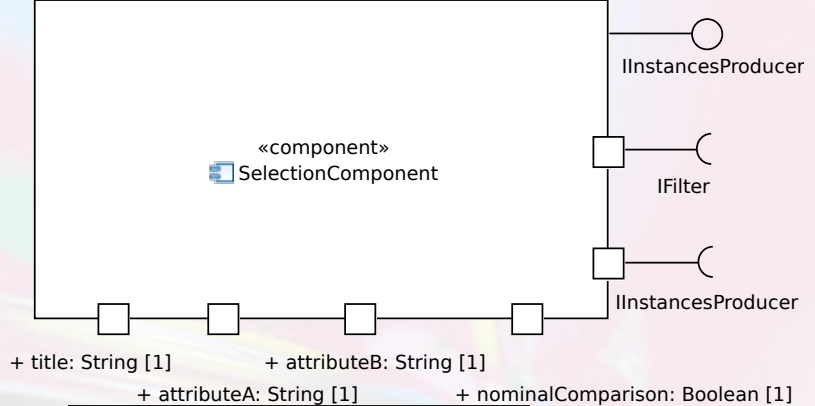 IInstancesProducer
«component»
SelectionComponent
IFilter
IInstancesProducer
+ title: String [1]
+ attributeB: String [1]
+ attributeA: String [1]
+ nominalComparison: Boolean [1]